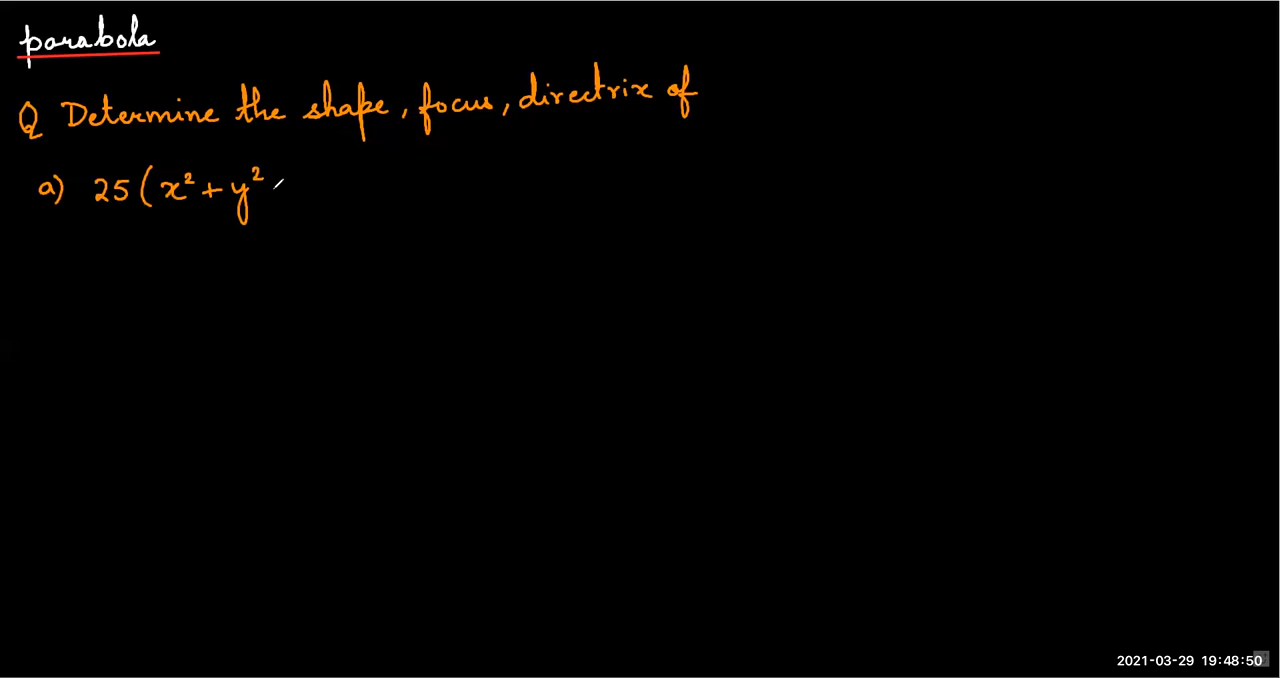 parabola
Q Determine the shape, focus, directrix of
a) 25 (x² + y²
2021-03-29 19:48:50